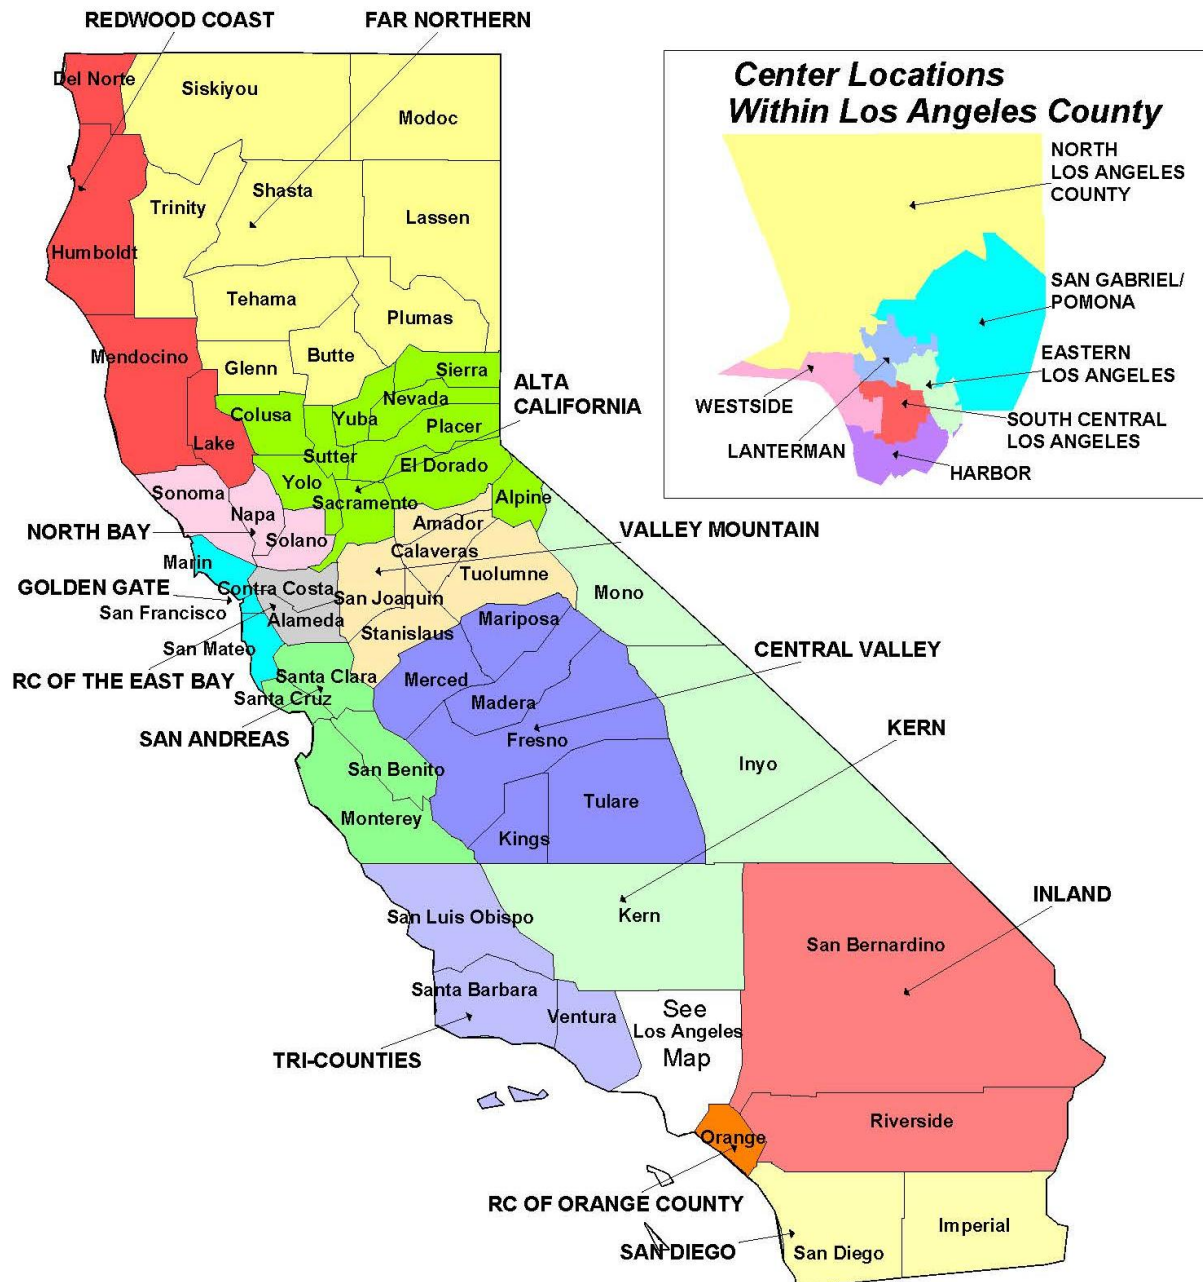 REDWOOD COAST
FAR NORTHERN
Center Locations
Within Los Angeles County
Del Norte
Siskiyou
Modoc
NORTH
LOS ANGELES
COUNTY
Shasta
Trinity
Lassen
Humboldt
SAN GABRIEL/
POMONA
Tehama
Plumas
Mendocino
Butte
Glenn
Sierra
EASTERN
LOS ANGELES
ALTA
CALIFORNIA
Nevada
Colusa
Yuba
Placer
WESTSIDE
SOUTH CENTRAL
LOS ANGELES
Lake
Sutter
LANTERMAN
El Dorado
HARBOR
Yolo
Sonoma
Sacramento
Alpine
Napa
Amador
NORTH BAY
Solano
VALLEY MOUNTAIN
Calaveras
Marin
Tuolumne
GOLDEN GATE
Contra Costa
Mono
San Joaquin
San Francisco
Alameda
Mariposa
Stanislaus
San Mateo
CENTRAL VALLEY
RC OF THE EAST BAY
Santa Clara
Merced
Santa Cruz
Madera
SAN ANDREAS
Fresno
KERN
Inyo
San Benito
Tulare
Monterey
Kings
INLAND
San Luis Obispo
Kern
San Bernardino
Santa Barbara
Ventura
See
Los Angeles
Map
TRI-COUNTIES
Riverside
Orange
RC OF ORANGE COUNTY
Imperial
SAN DIEGO
San Diego